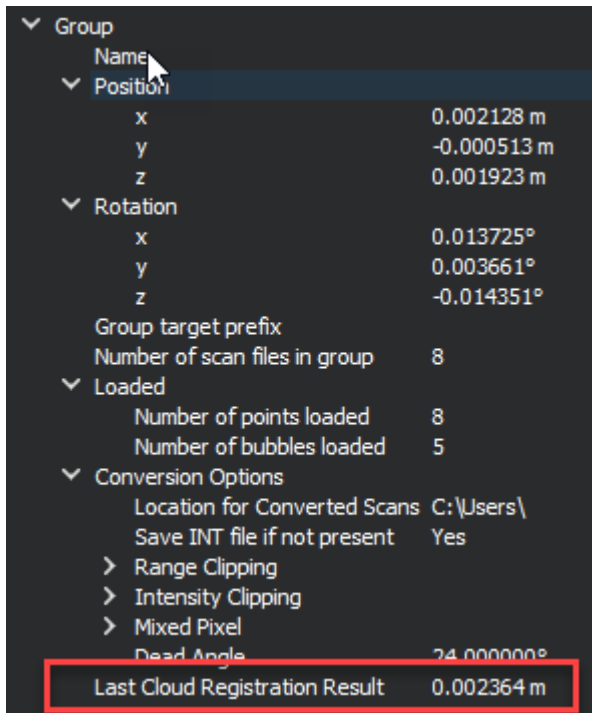 Group
Name
Position
x 0.002128 m
y -0.000513 m
z 0.001923 m
Rotation
x 0.013725°
y 0.003661°
z -0.014351°
Group target prefix
Number of scan files in group 8
Loaded
Number of points loaded 8
Number of bubbles loaded 5
Conversion Options
Location for Converted Scans C:\Users\
Save INT file if not present Yes
Range Clipping
Intensity Clipping
Mixed Pixel
Dead Angle 24.000000°
Last Cloud Registration Result 0.002364 m